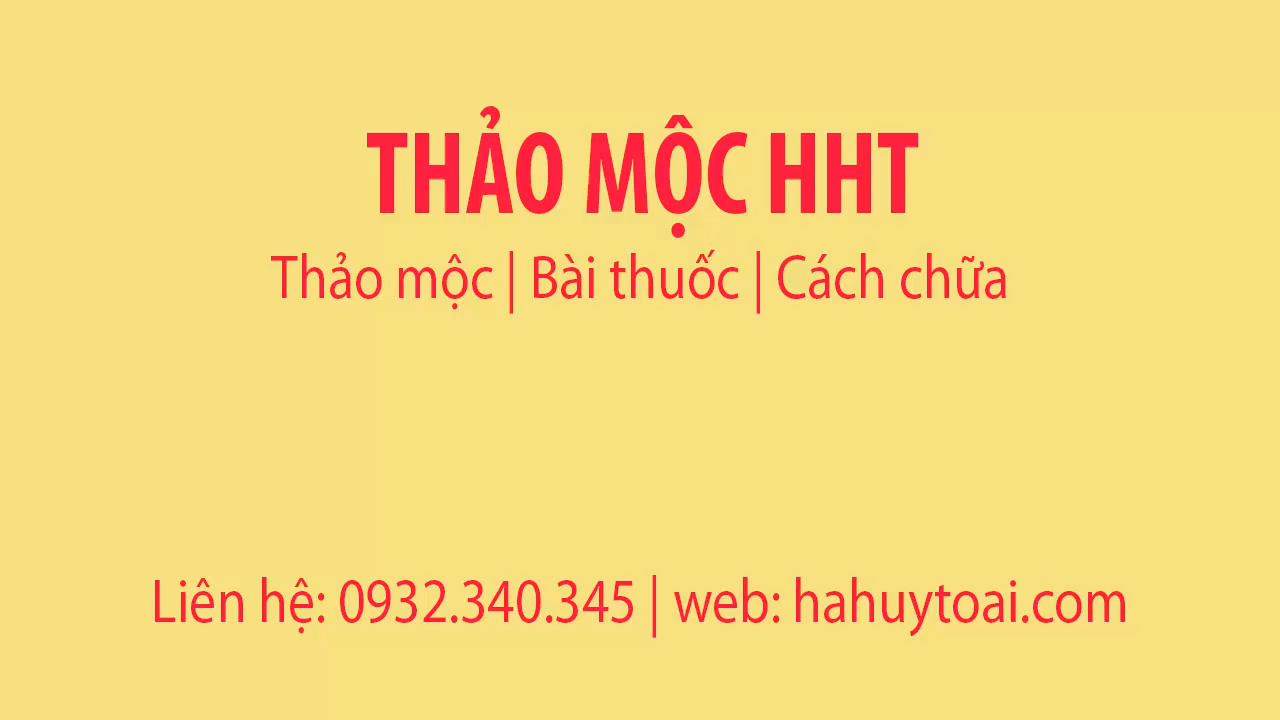 THẢO MỘC HHT
Thảo mộc | Bài thuốc | Cách chữa
Liên hệ: 0932.340.345 | web: hahuytoai.com